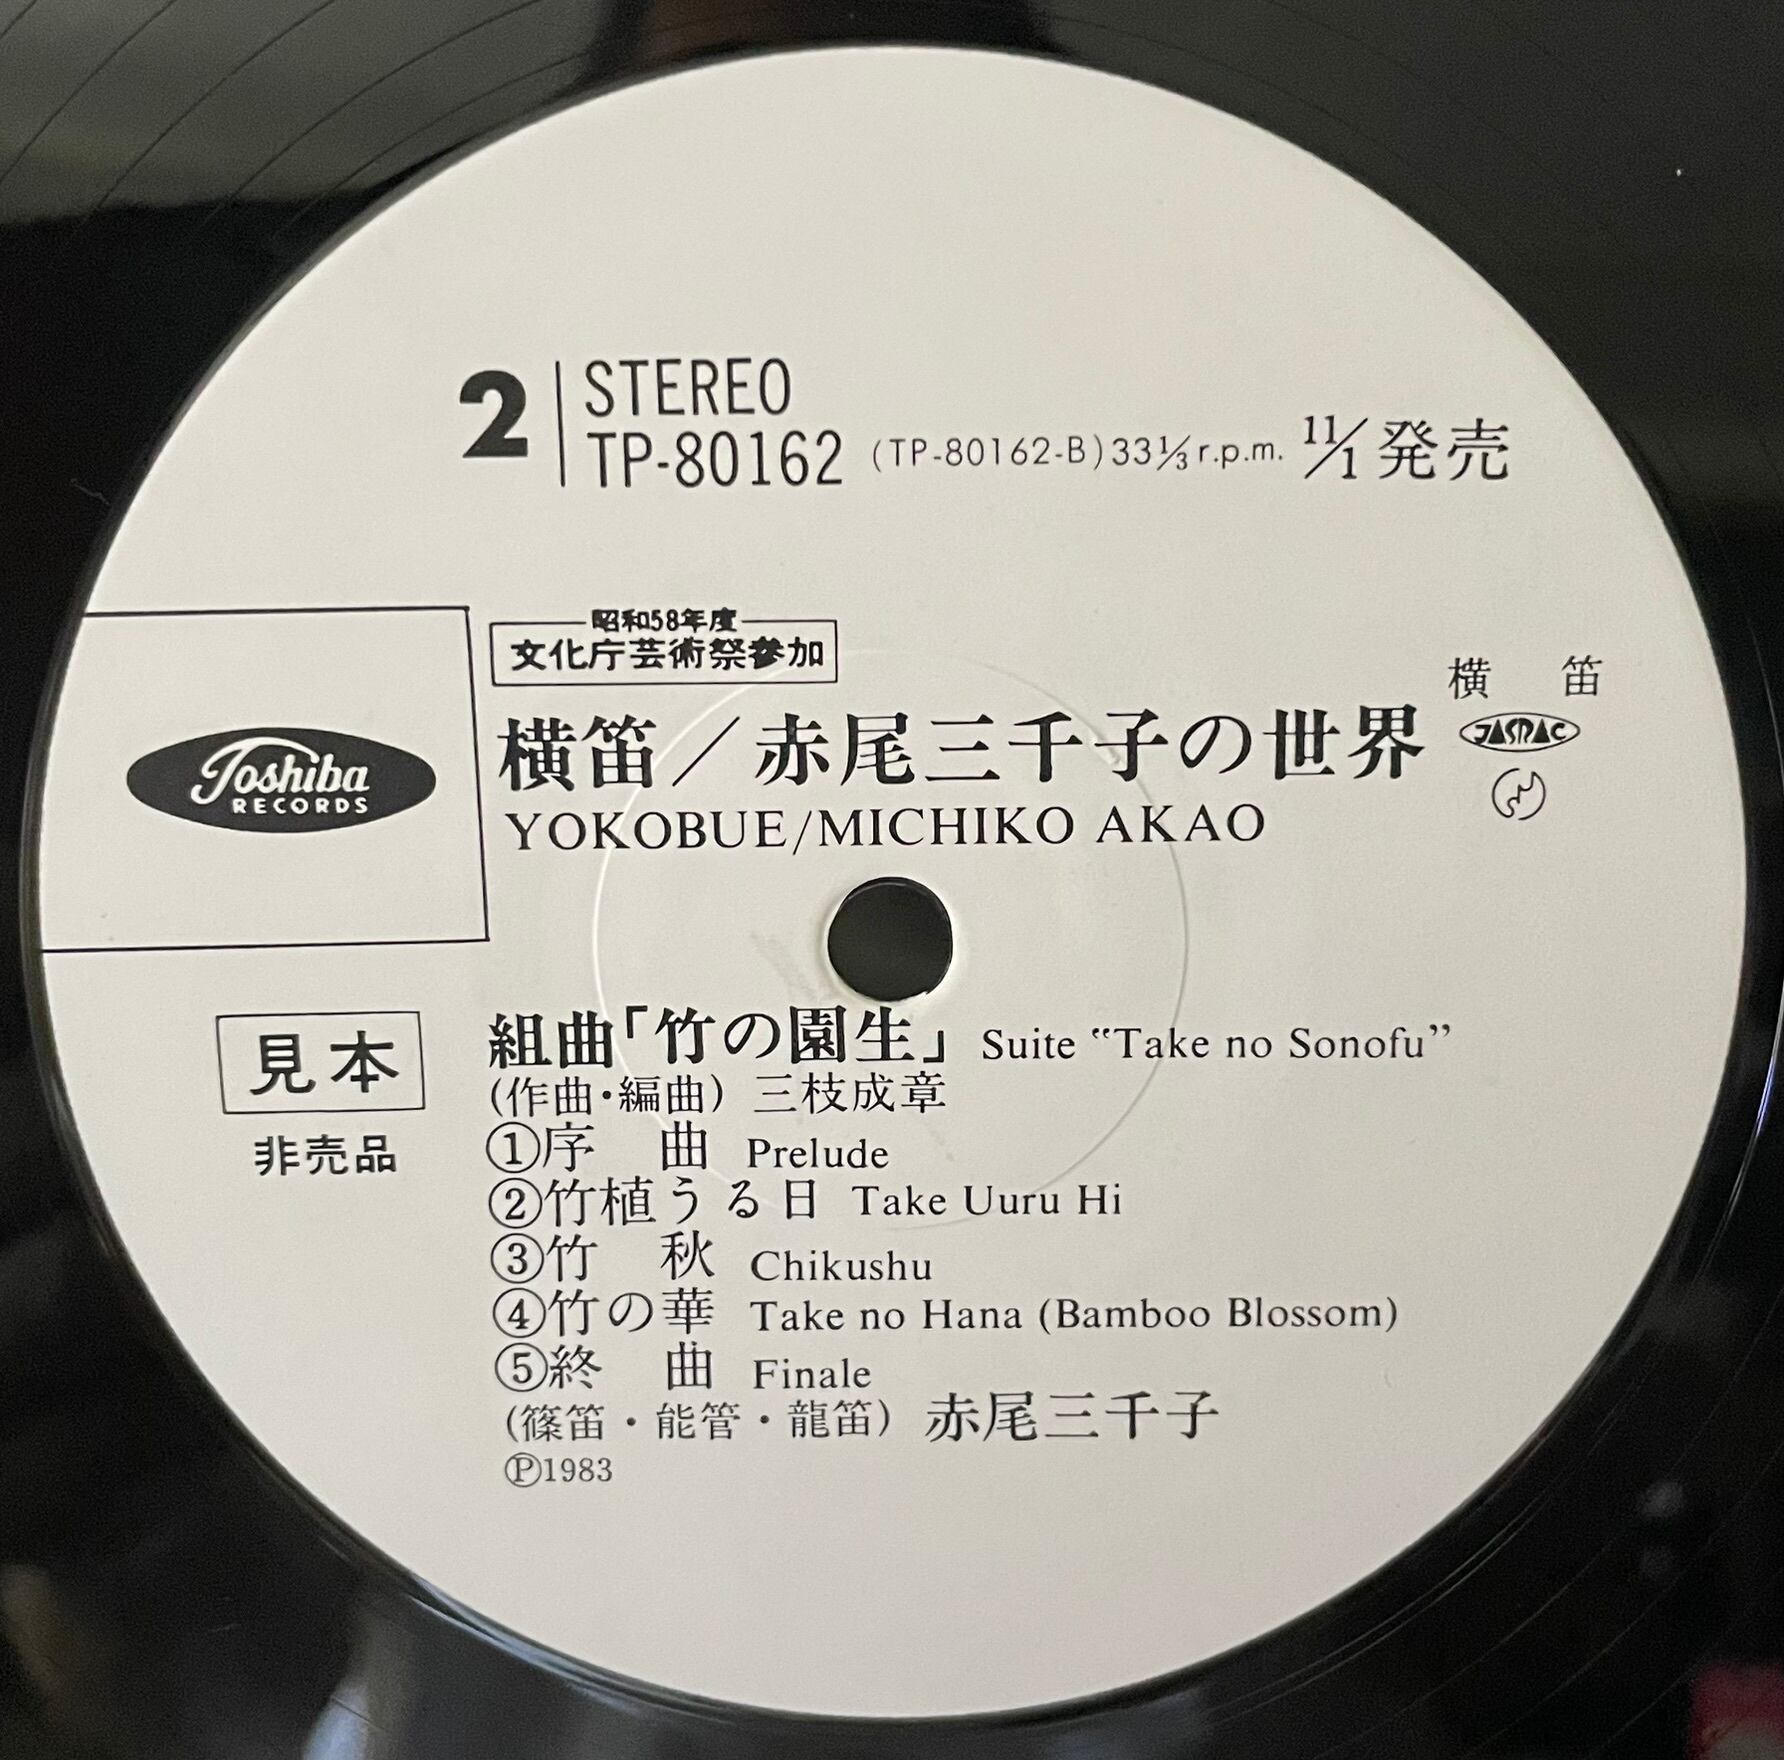 2 STEREO
TP-80162 (TP-80162-B) 33⅓ r.p.m. 11/1 発売
昭和58年度
文化庁芸術祭参加
横笛
横笛／赤尾三千子の世界
JASRAC
YOKOBUE/MICHIKO AKAO
Toshiba
RECORDS
見本
非売品
組曲「竹の園生」 Suite “Take no Sonofu”
(作曲・編曲) 三枝成章
①序 曲 Prelude
②竹植うる日 Take Uuru Hi
③竹 秋 Chikushu
④竹の華 Take no Hana (Bamboo Blossom)
⑤終 曲 Finale
(篠笛・能管・龍笛) 赤尾三千子
Ⓟ1983